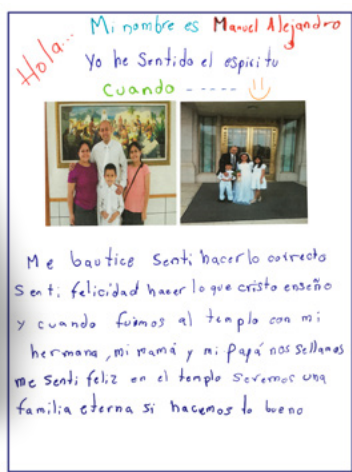 Hola...
Mi nombre es Manuel Alejandro
Yo he Sentido el espiritu
Cuando -----
Me bautice Senti hacer lo correcto
Senti felicidad hacer lo que cristo enseño
y cuando fuimos al templo con mi
hermana, mi mamá y mi papá nos sellamos
me senti feliz en el templo Seremos una
familia eterna si hacemos lo bueno